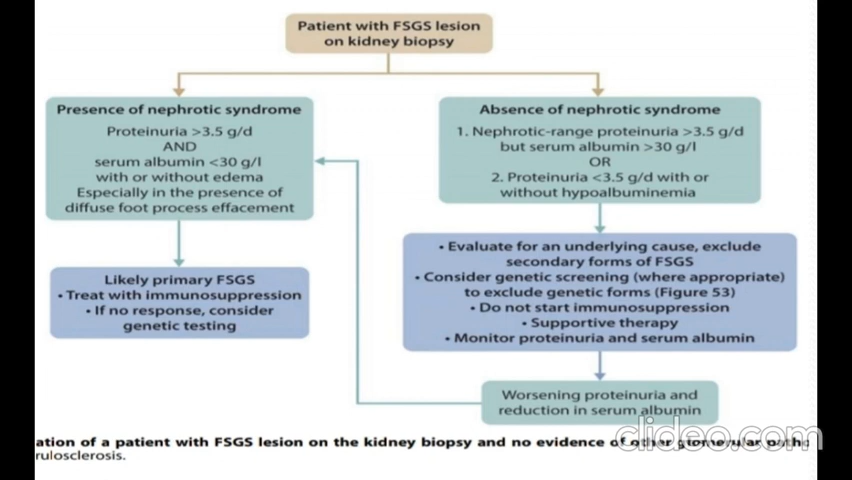 Patient with FSGS lesion
on kidney biopsy
Presence of nephrotic syndrome
Proteinuria >3.5 g/d
AND
serum albumin <30 g/l
with or without edema
Especially in the presence of
diffuse foot process effacement
Absence of nephrotic syndrome
1. Nephrotic-range proteinuria >3.5 g/d
but serum albumin >30 g/l
OR
2. Proteinuria <3.5 g/d with or
without hypoalbuminemia
Likely primary FSGS
• Treat with immunosuppression
• If no response, consider
genetic testing
• Evaluate for an underlying cause, exclude
secondary forms of FSGS
• Consider genetic screening (where appropriate)
to exclude genetic forms (Figure 53)
• Do not start immunosuppression
• Supportive therapy
• Monitor proteinuria and serum albumin
Worsening proteinuria and
reduction in serum albumin
ation of a patient with FSGS lesion on the kidney biopsy and no evidence of other glomerular patho
rulosclerosis.
clideo.com